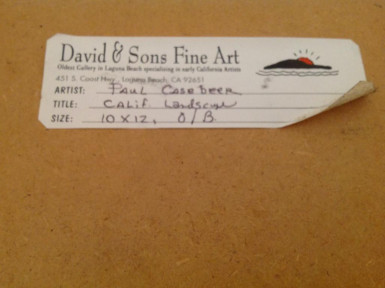 David & Sons Fine Art
Oldest Gallery in Laguna Beach specializing in early California Artists
451 S. Coast Hwy., Laguna Beach, CA 92651
ARTIST: Paul Casebeer
TITLE: Calif. Landscape
SIZE: 10 x 12, O/B